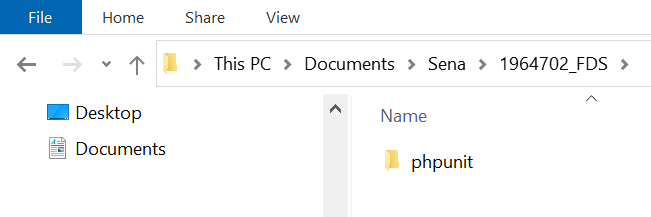 File Home Share View
This PC Documents Sena 1964702_FDS
Desktop Name
Documents phpunit